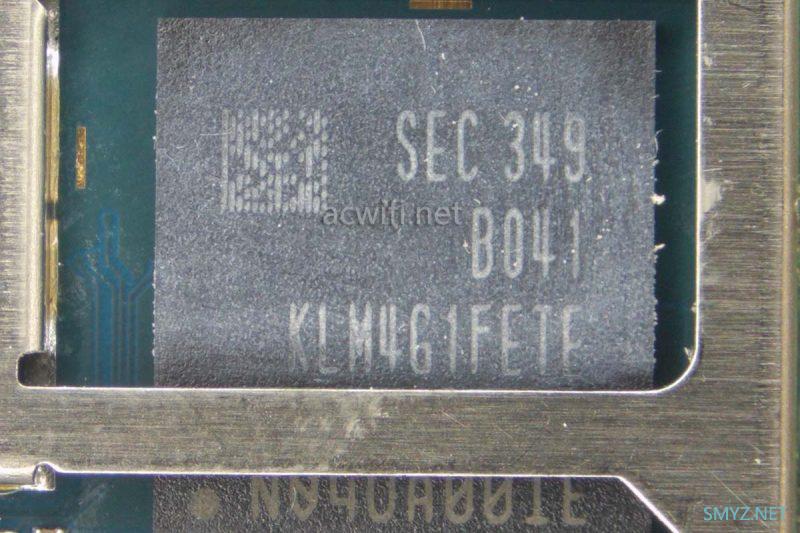 SEC 349
acwifi.net
B041
KLM4G1FETE
N940A001E
SMYZ.NET